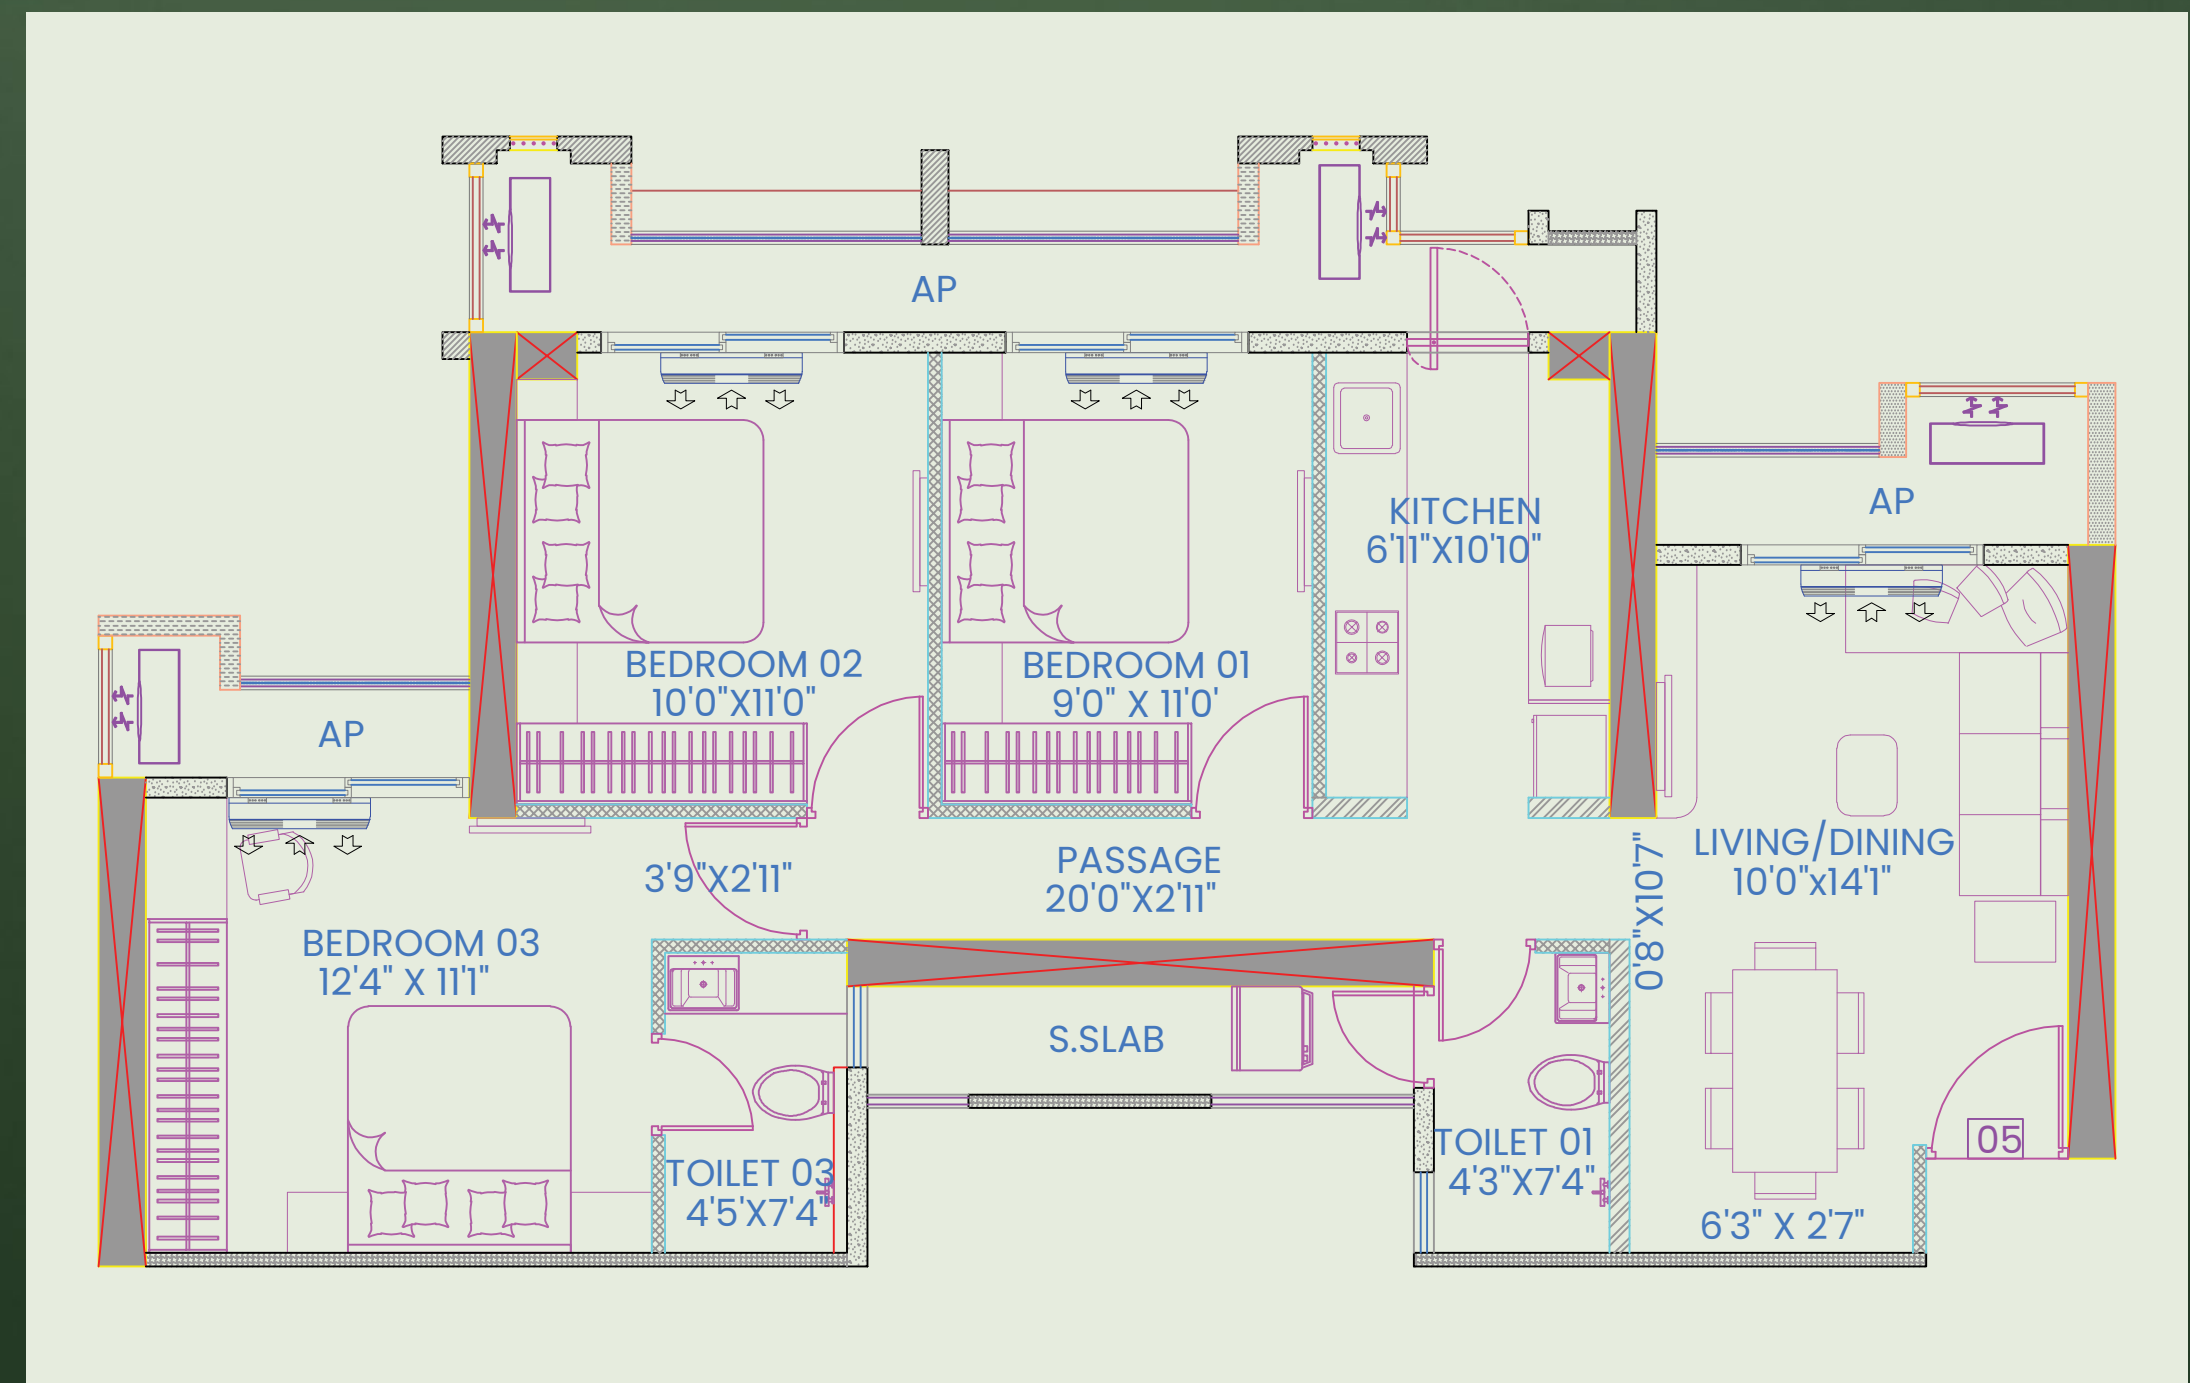 AP
AP
KITCHEN
6'11"X10'10"
BEDROOM 02
10'0"X11'0"
BEDROOM 01
9'0" X 11'0'
AP
LIVING/DINING
10'0"x14'1"
3'9"X2'11"
PASSAGE
20'0"X2'11"
0'8"X10'7"
BEDROOM 03
12'4" X 11'1"
S.SLAB
TOILET 03
4'5'X7'4"
TOILET 01
4'3"X7'4"
05
6'3" X 2'7"